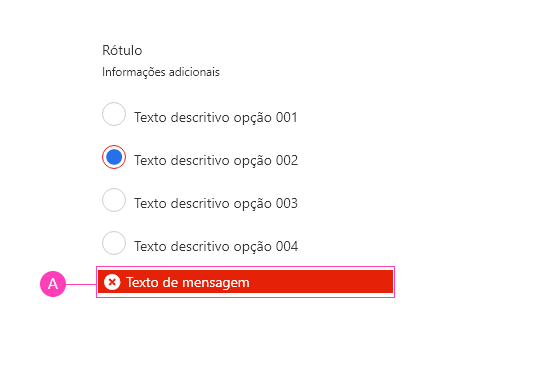 Rótulo
Informações adicionais
Texto descritivo opção 001
Texto descritivo opção 002
Texto descritivo opção 003
Texto descritivo opção 004
A
Texto de mensagem